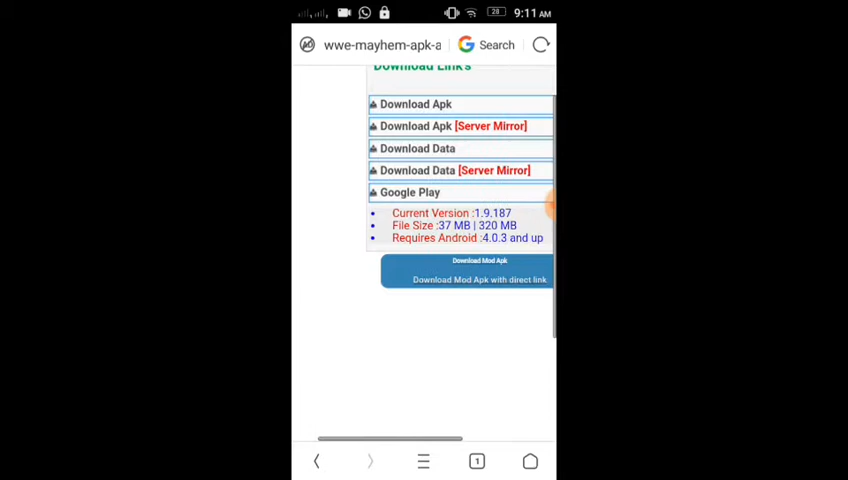 28 9:11 AM
wwe-mayhem-apk-a Search
Download Link's
Download Apk
Download Apk [Server Mirror]
Download Data
Download Data [Server Mirror]
Google Play
Current Version :1.9.187
File Size :37 MB | 320 MB
Requires Android :4.0.3 and up
Download Mod Apk
Download Mod Apk with direct link
1